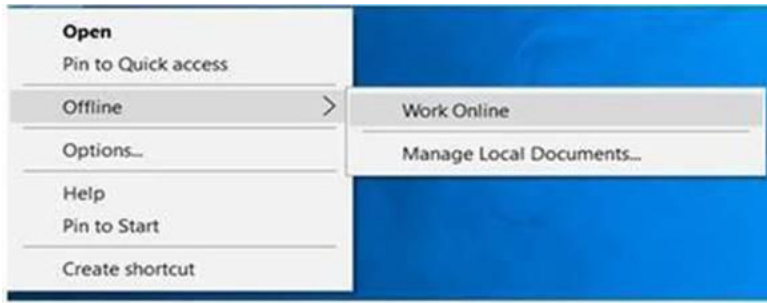 Open
Pin to Quick access
Offline
Work Online
Options...
Manage Local Documents...
Help
Pin to Start
Create shortcut